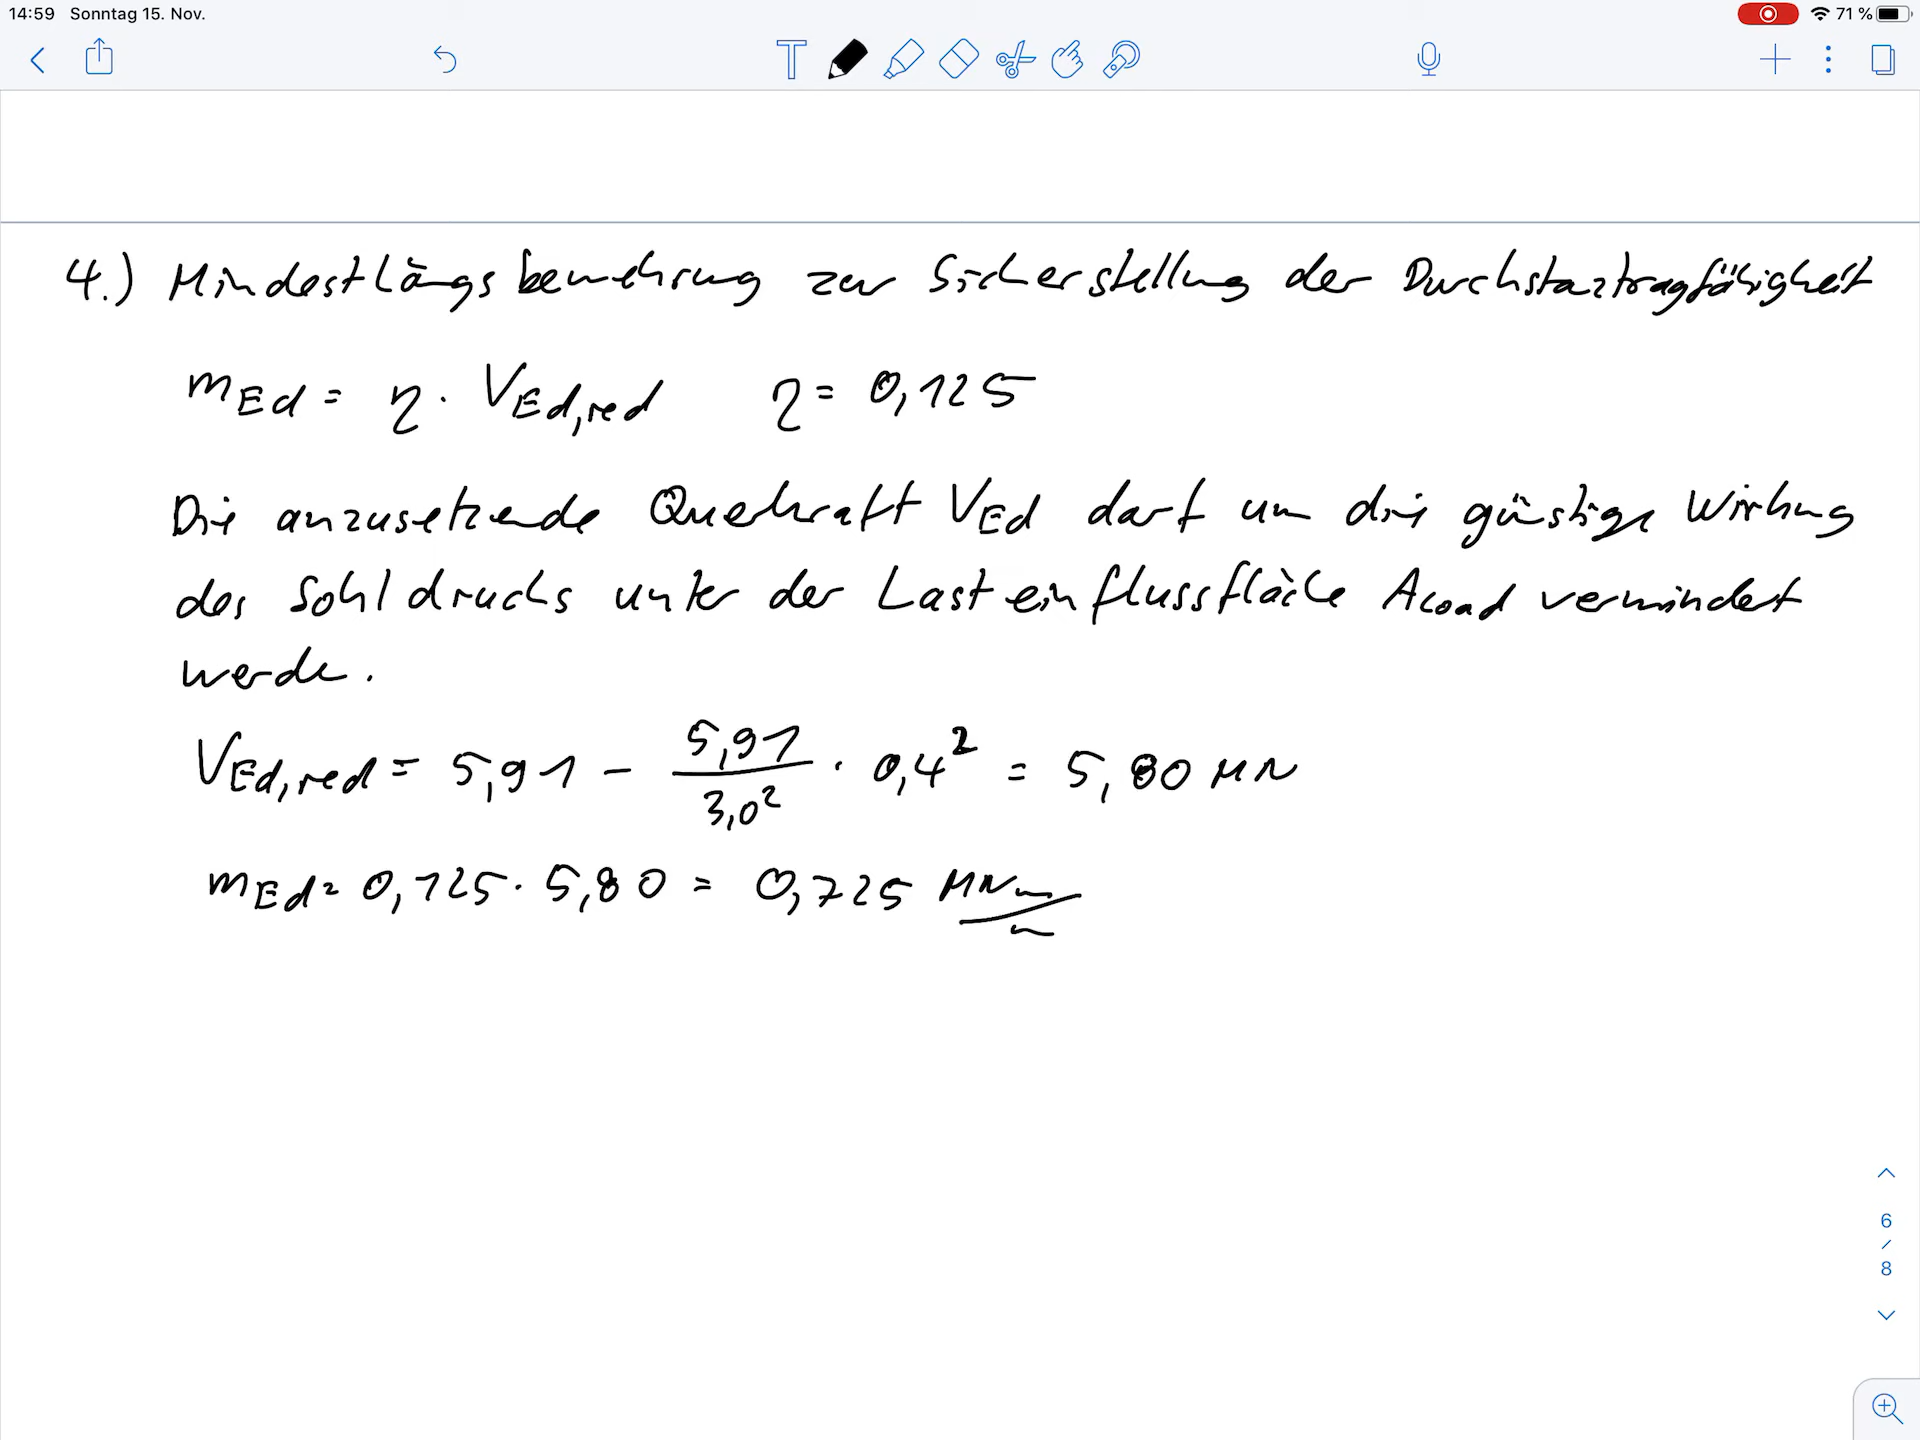 14:59 Sonntag 15. Nov. 71 %
T
4.) Mindestlängsbewehrung zur Sicherstellung der Durchstanztragfähigkeit
mEd = η · VEd,red η = 0,125
Die anzusetzende Querkraft VEd darf um die günstige Wirkung
des Sohldrucks unter der Lasteinflussfläche Aload vermindert
werden.
VEd,red = 5,91 − 5,91/3,0² · 0,4² = 5,80 MN
mEd = 0,125 · 5,80 = 0,725 MNm/m
6
/
8